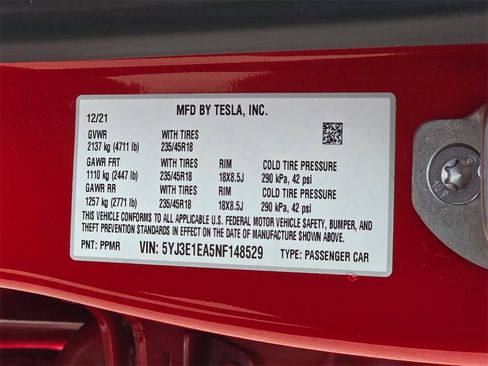 MFD BY TESLA, INC.
12/21
GVWR WITH TIRES
2137 kg (4711 lb) 235/45R18
GAWR FRT WITH TIRES RIM COLD TIRE PRESSURE
1110 kg (2447 lb) 235/45R18 18X8.5J 290 kPa, 42 psi
GAWR RR WITH TIRES RIM COLD TIRE PRESSURE
1257 kg (2771 lb) 235/45R18 18X8.5J 290 kPa, 42 psi
THIS VEHICLE CONFORMS TO ALL APPLICABLE U.S. FEDERAL MOTOR VEHICLE SAFETY, BUMPER, AND
THEFT PREVENTION STANDARDS IN EFFECT ON THE DATE OF MANUFACTURE SHOWN ABOVE.
PNT: PPMR VIN: 5YJ3E1EA5NF148529 TYPE: PASSENGER CAR